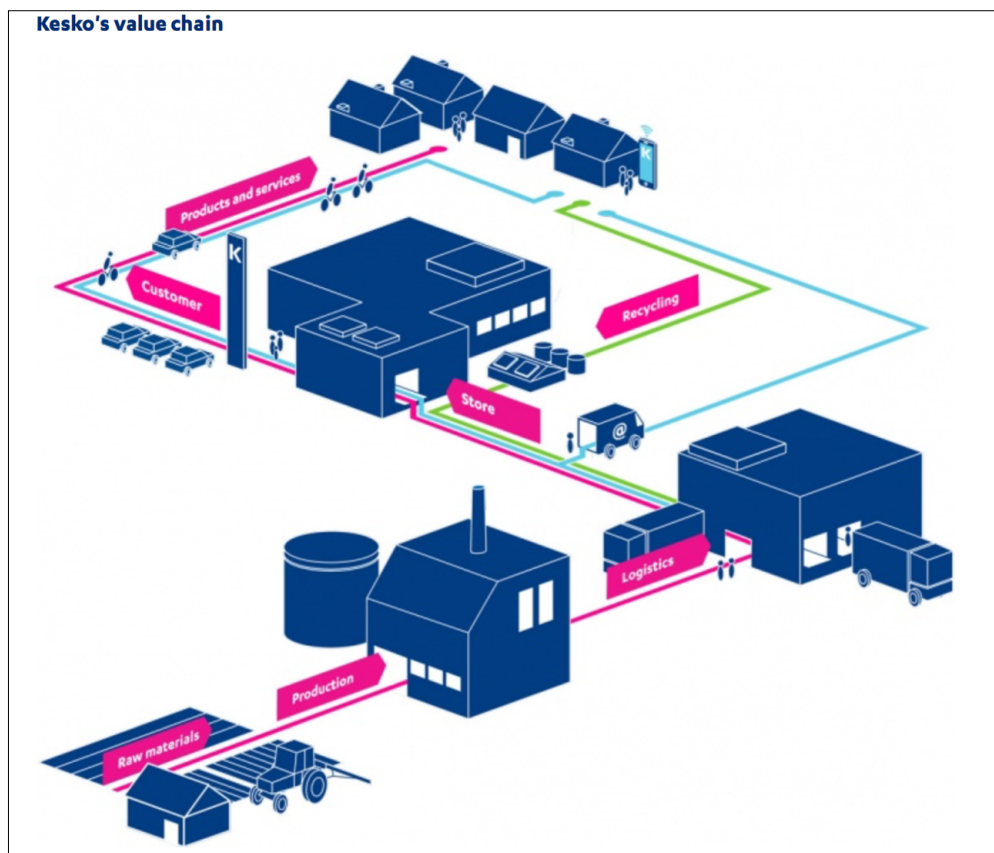 Kesko's value chain
K
Products and services
K
Customer
Recycling
Store
@
Logistics
Production
Raw materials